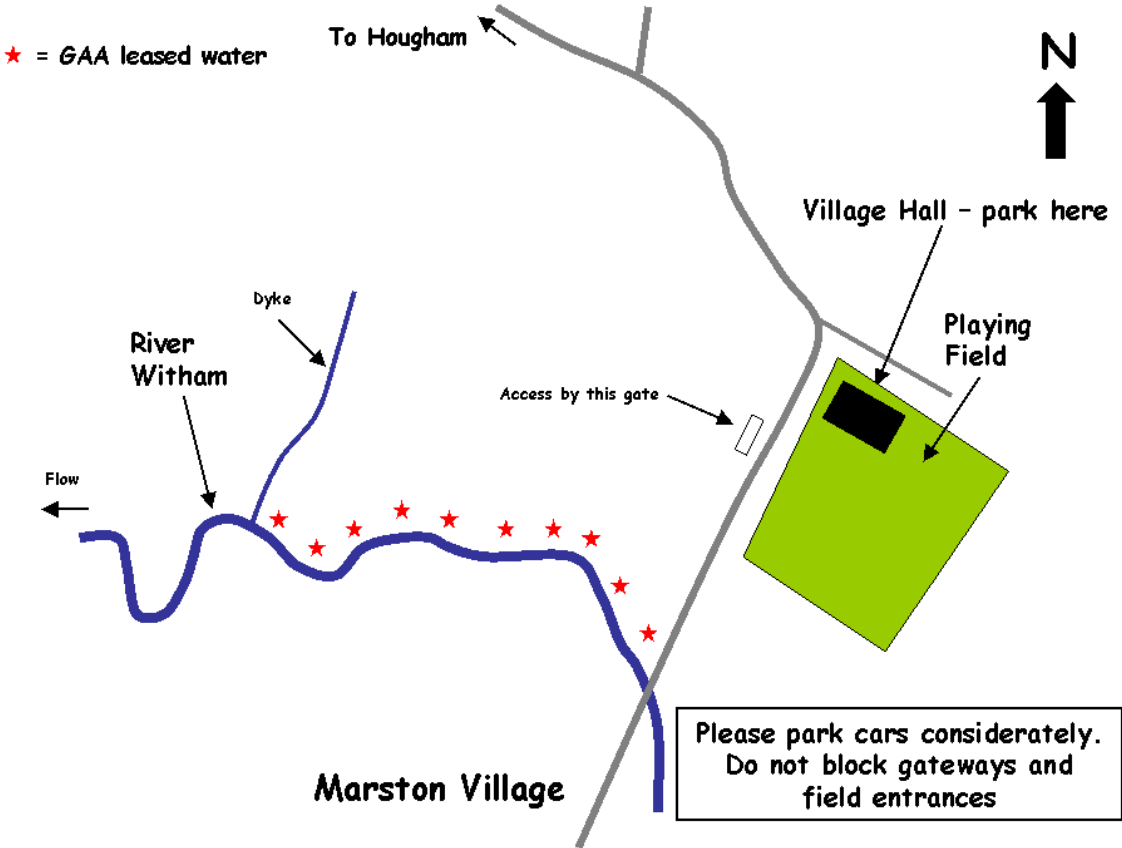 ★ = GAA leased water
To Hougham
N
Village Hall – park here
Dyke
River
Witham
Playing
Field
Access by this gate
Flow
Please park cars considerately.
Do not block gateways and
field entrances
Marston Village